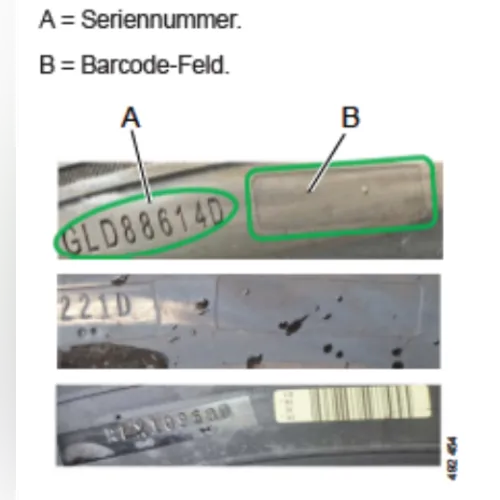 A = Seriennummer.
B = Barcode-Feld.
A B
GLD88614D
221D
492 454